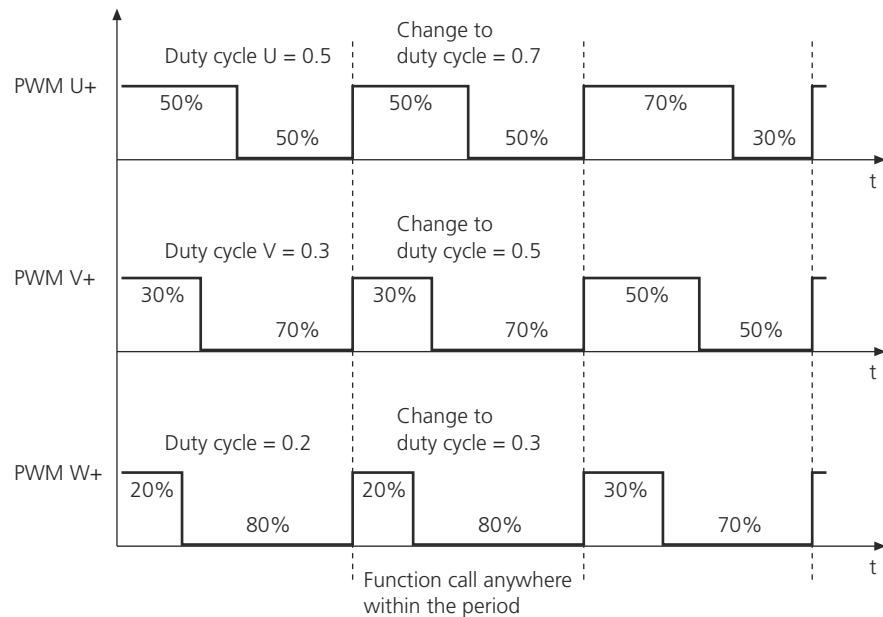 Duty cycle U = 0.5
Change to
duty cycle = 0.7
PWM U+
50%
50%
50%
50%
70%
30%
t
Duty cycle V = 0.3
Change to
duty cycle = 0.5
PWM V+
30%
70%
30%
70%
50%
50%
t
Duty cycle = 0.2
Change to
duty cycle = 0.3
PWM W+
20%
80%
20%
80%
30%
70%
t
Function call anywhere
within the period